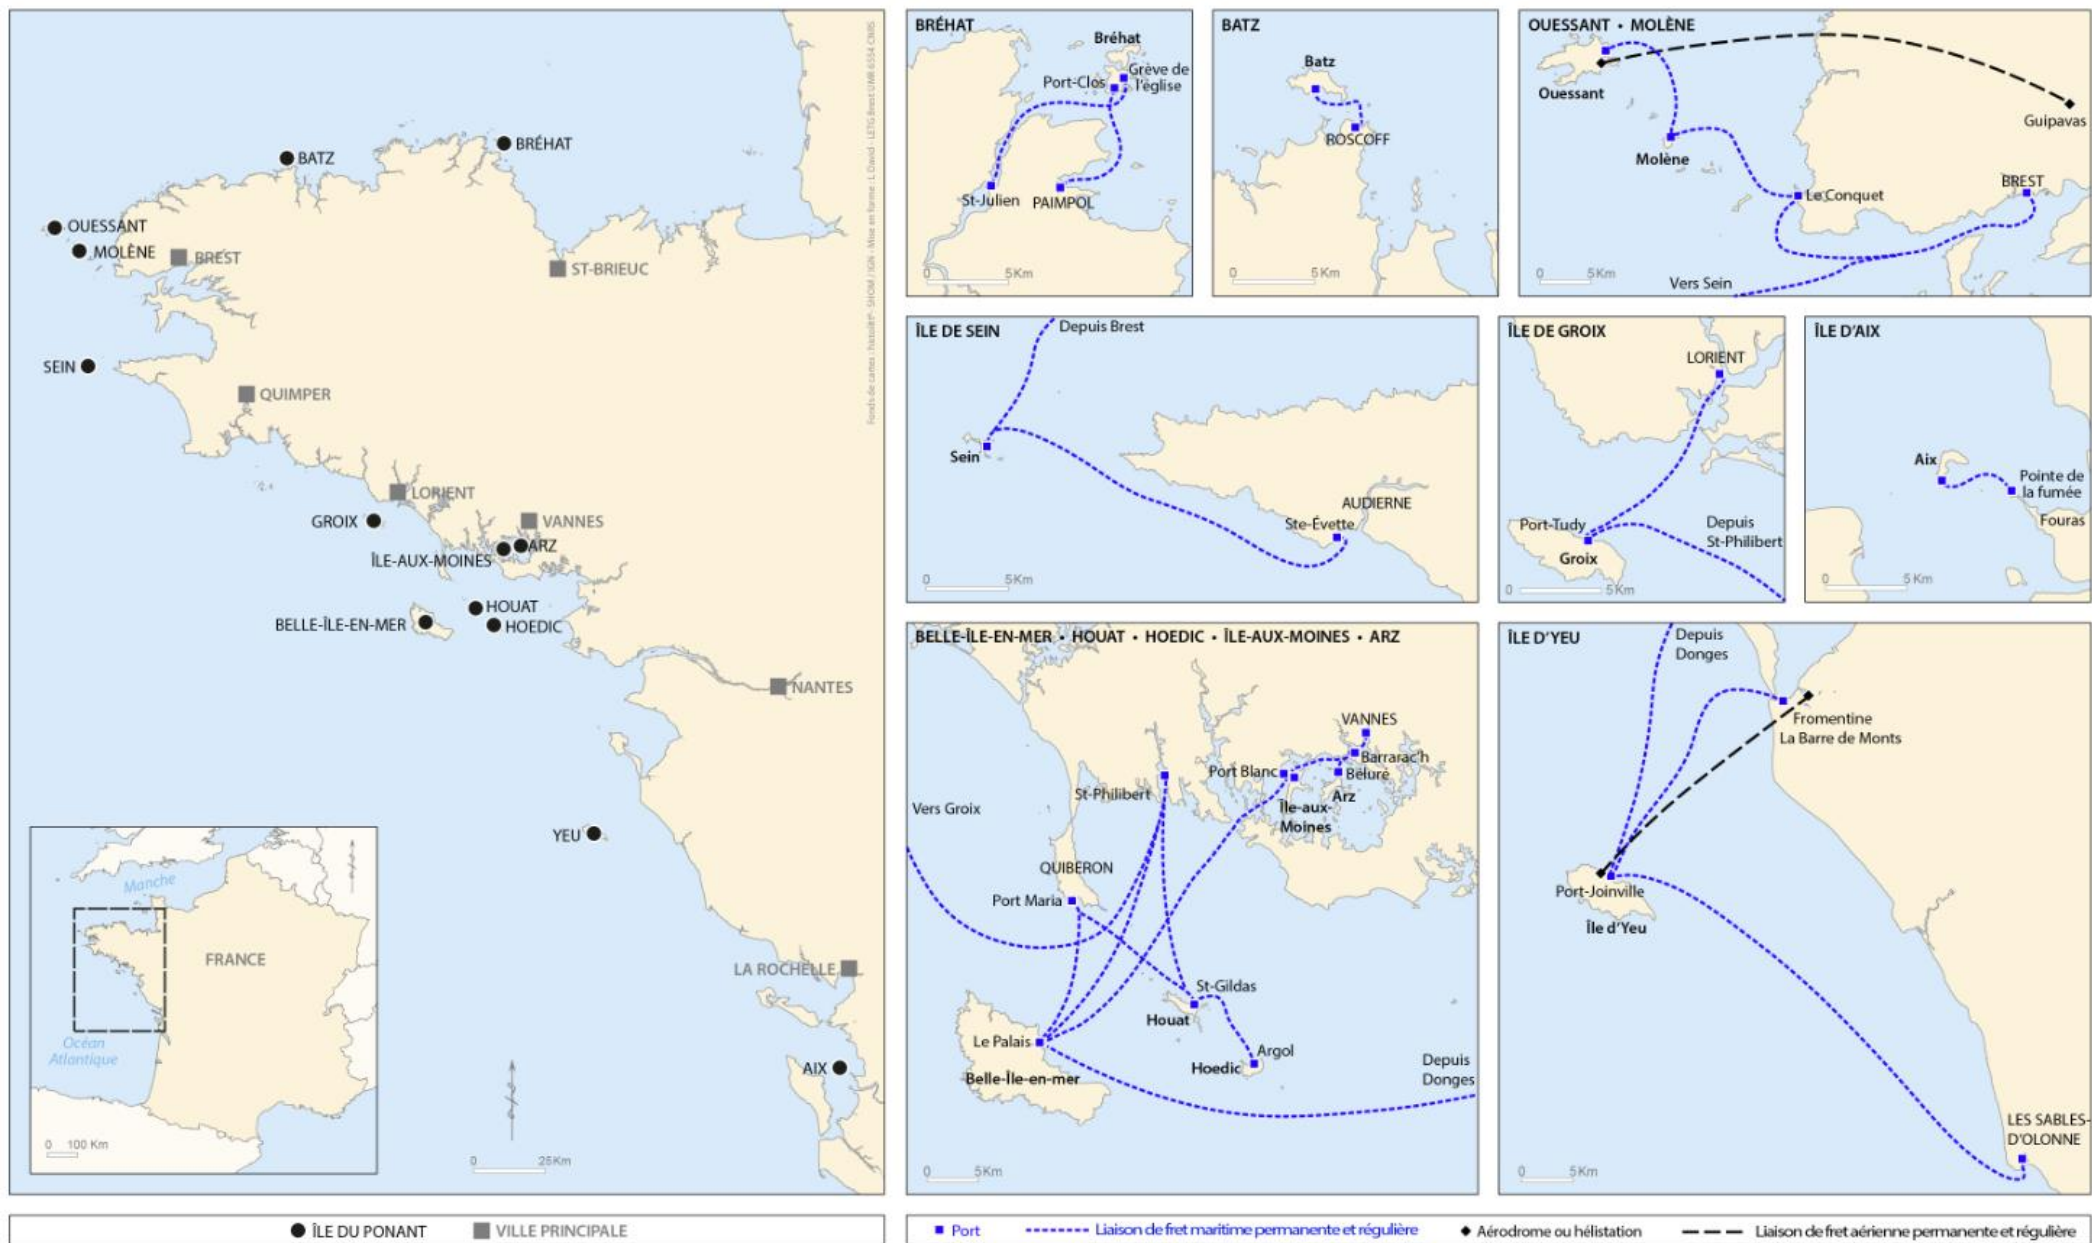 BRÉHAT
BATZ
OUESSANT
MOLÈNE
BREST
ST-BRIEUC
SEIN
QUIMPER
LORIENT
GROIX
VANNES
ARZ
ÎLE-AUX-MOINES
HOUAT
BELLE-ÎLE-EN-MER
HOEDIC
NANTES
YEU
LA ROCHELLE
AIX
0 25Km
Manche
FRANCE
Océan
Atlantique
0 100 Km
BRÉHAT
Bréhat
Port-Clos
Grève de
l'église
St-Julien
PAIMPOL
0 5Km
BATZ
Batz
ROSCOFF
0 5Km
OUESSANT • MOLÈNE
Ouessant
Guipavas
Molène
Le Conquet
BREST
Vers Sein
0 5Km
ÎLE DE SEIN
Depuis Brest
Sein
AUDIERNE
Ste-Évette
0 5Km
ÎLE DE GROIX
LORIENT
Port-Tudy
Groix
Depuis
St-Philibert
0 5Km
ÎLE D'AIX
Aix
Pointe de
la fumée
Fouras
0 5Km
BELLE-ÎLE-EN-MER • HOUAT • HOEDIC • ÎLE-AUX-MOINES • ARZ
VANNES
Barrarac'h
Port Blanc
Béluré
St-Philibert
Arz
Île-aux-
Moines
Vers Groix
QUIBERON
Port Maria
St-Gildas
Houat
Le Palais
Argol
Hoedic
Belle-Île-en-mer
Depuis
Donges
0 5Km
ÎLE D'YEU
Depuis
Donges
Fromentine
La Barre de Monts
Port-Joinville
Île d'Yeu
LES SABLES-
D'OLONNE
0 5Km
ÎLE DU PONANT
VILLE PRINCIPALE
Port
Liaison de fret maritime permanente et régulière
Aérodrome ou hélistation
Liaison de fret aérienne permanente et régulière